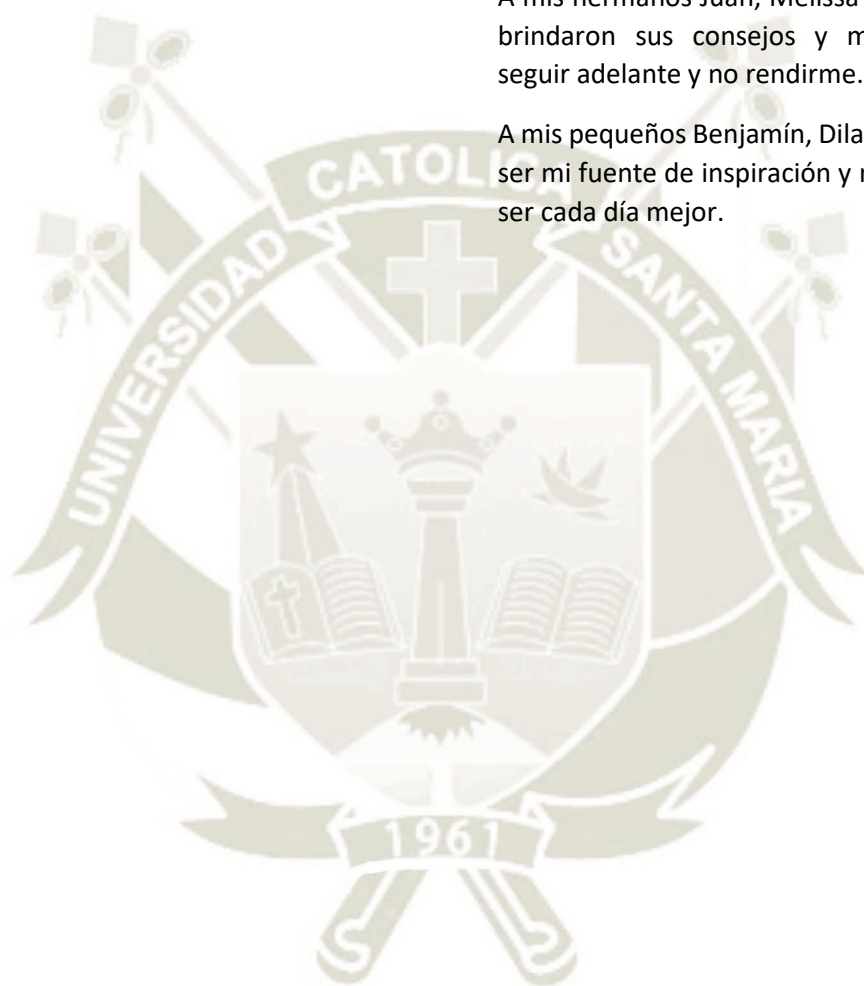 A mis hermanos Juan, Melissa
brindaron sus consejos y
seguir adelante y no rendirme.
A mis pequeños Benjamín,
ser mi fuente de inspiración y
ser cada día mejor.
UNIVERSIDAD CATOLICA SANTA MARIA
1961